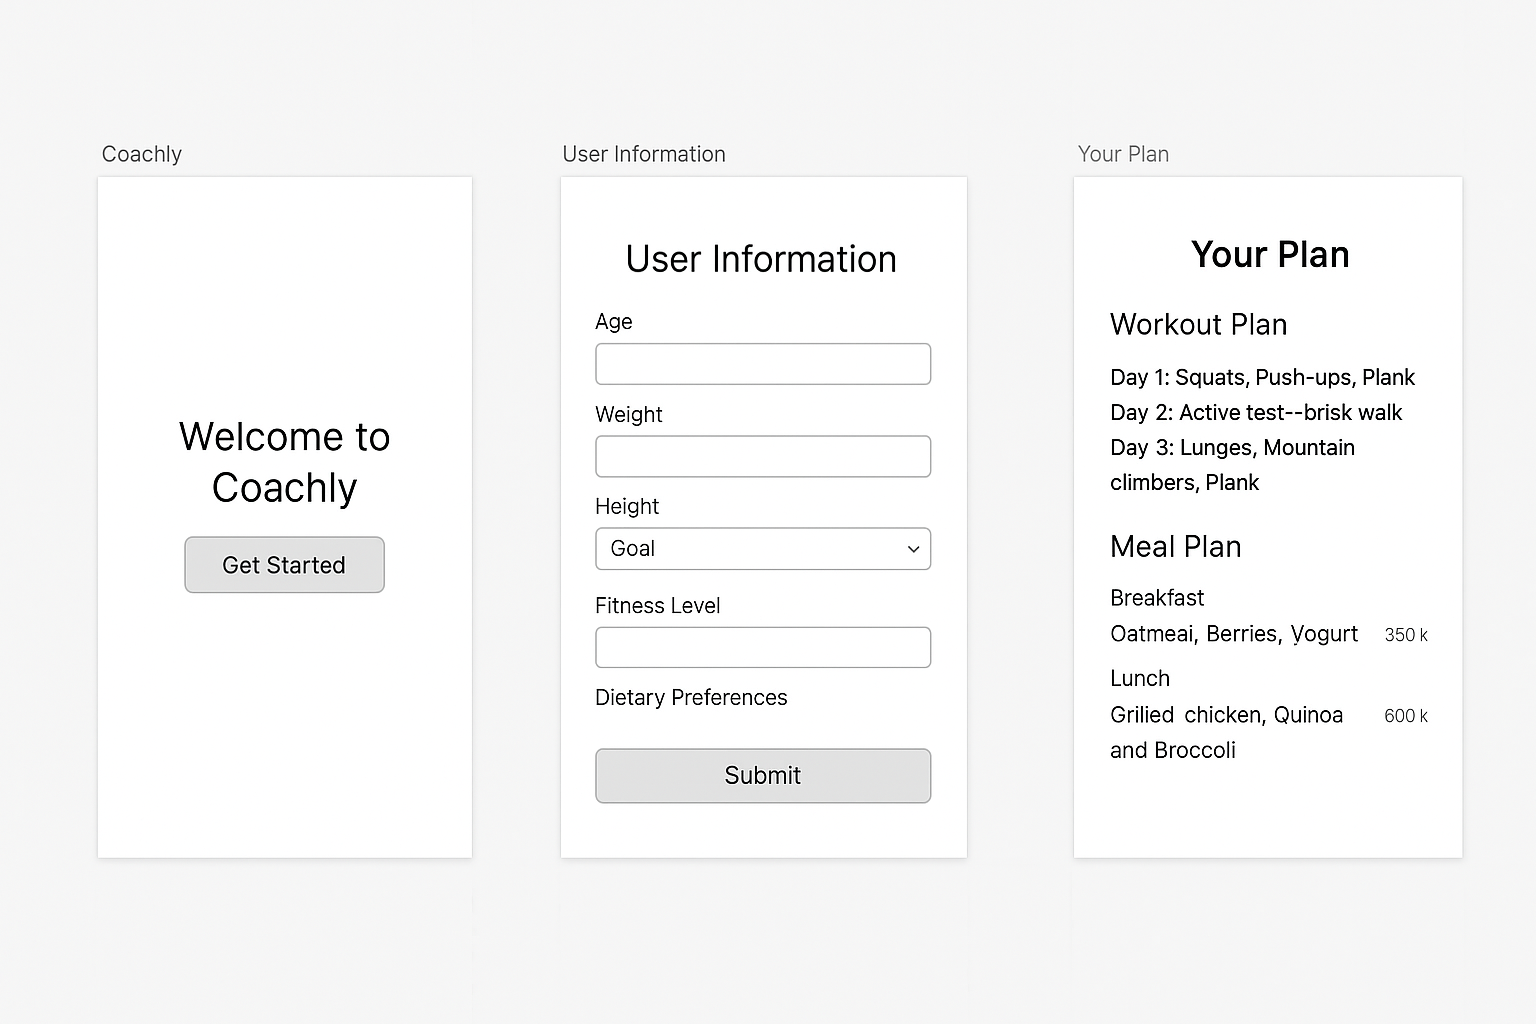 Coachly
Welcome to
Coachly
Get Started
User Information
User Information
Age
Weight
Height
Goal
Fitness Level
Dietary Preferences
Submit
Your Plan
Your Plan
Workout Plan
Day 1: Squats, Push-ups, Plank
Day 2: Active test--brisk walk
Day 3: Lunges, Mountain
climbers, Plank
Meal Plan
Breakfast
Oatmeai, Berries, Yogurt 350 k
Lunch
Grilied chicken, Quinoa 600 k
and Broccoli